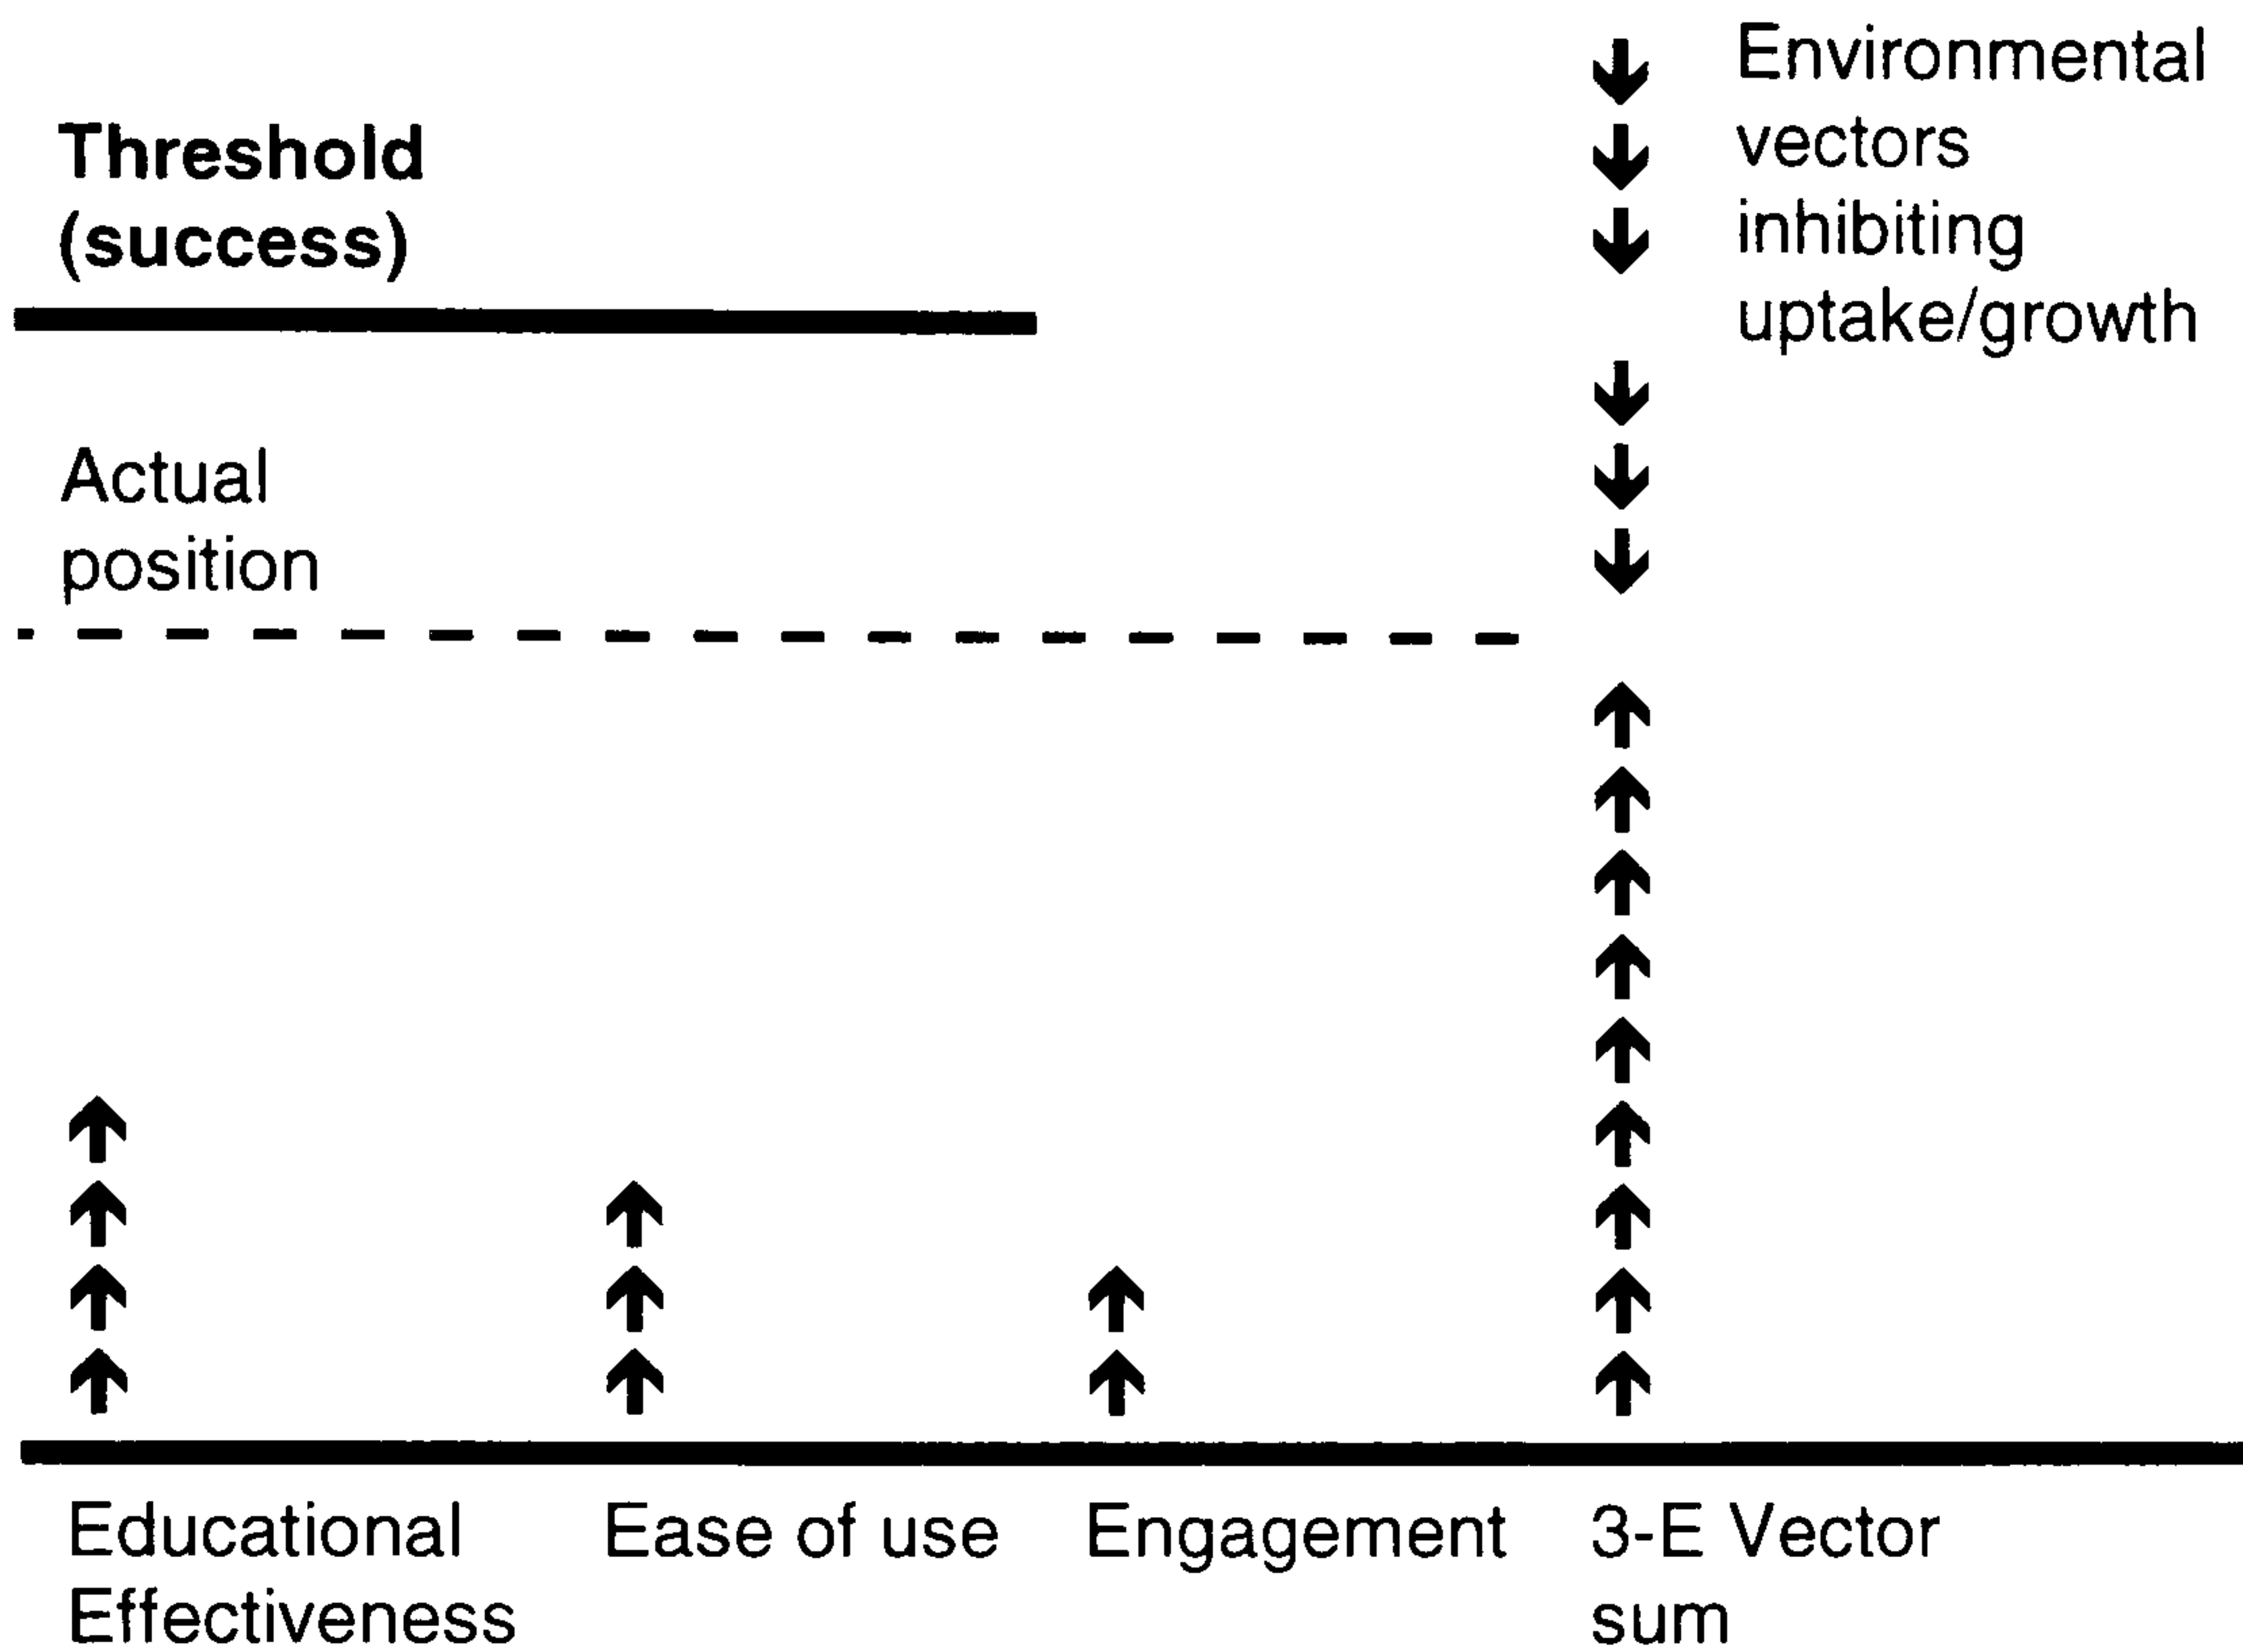 Environmental
vectors
inhibiting
uptake/growth
Threshold
(success)
Actual
position
Educational
Effectiveness
Ease of use
Engagement
3-E Vector
sum